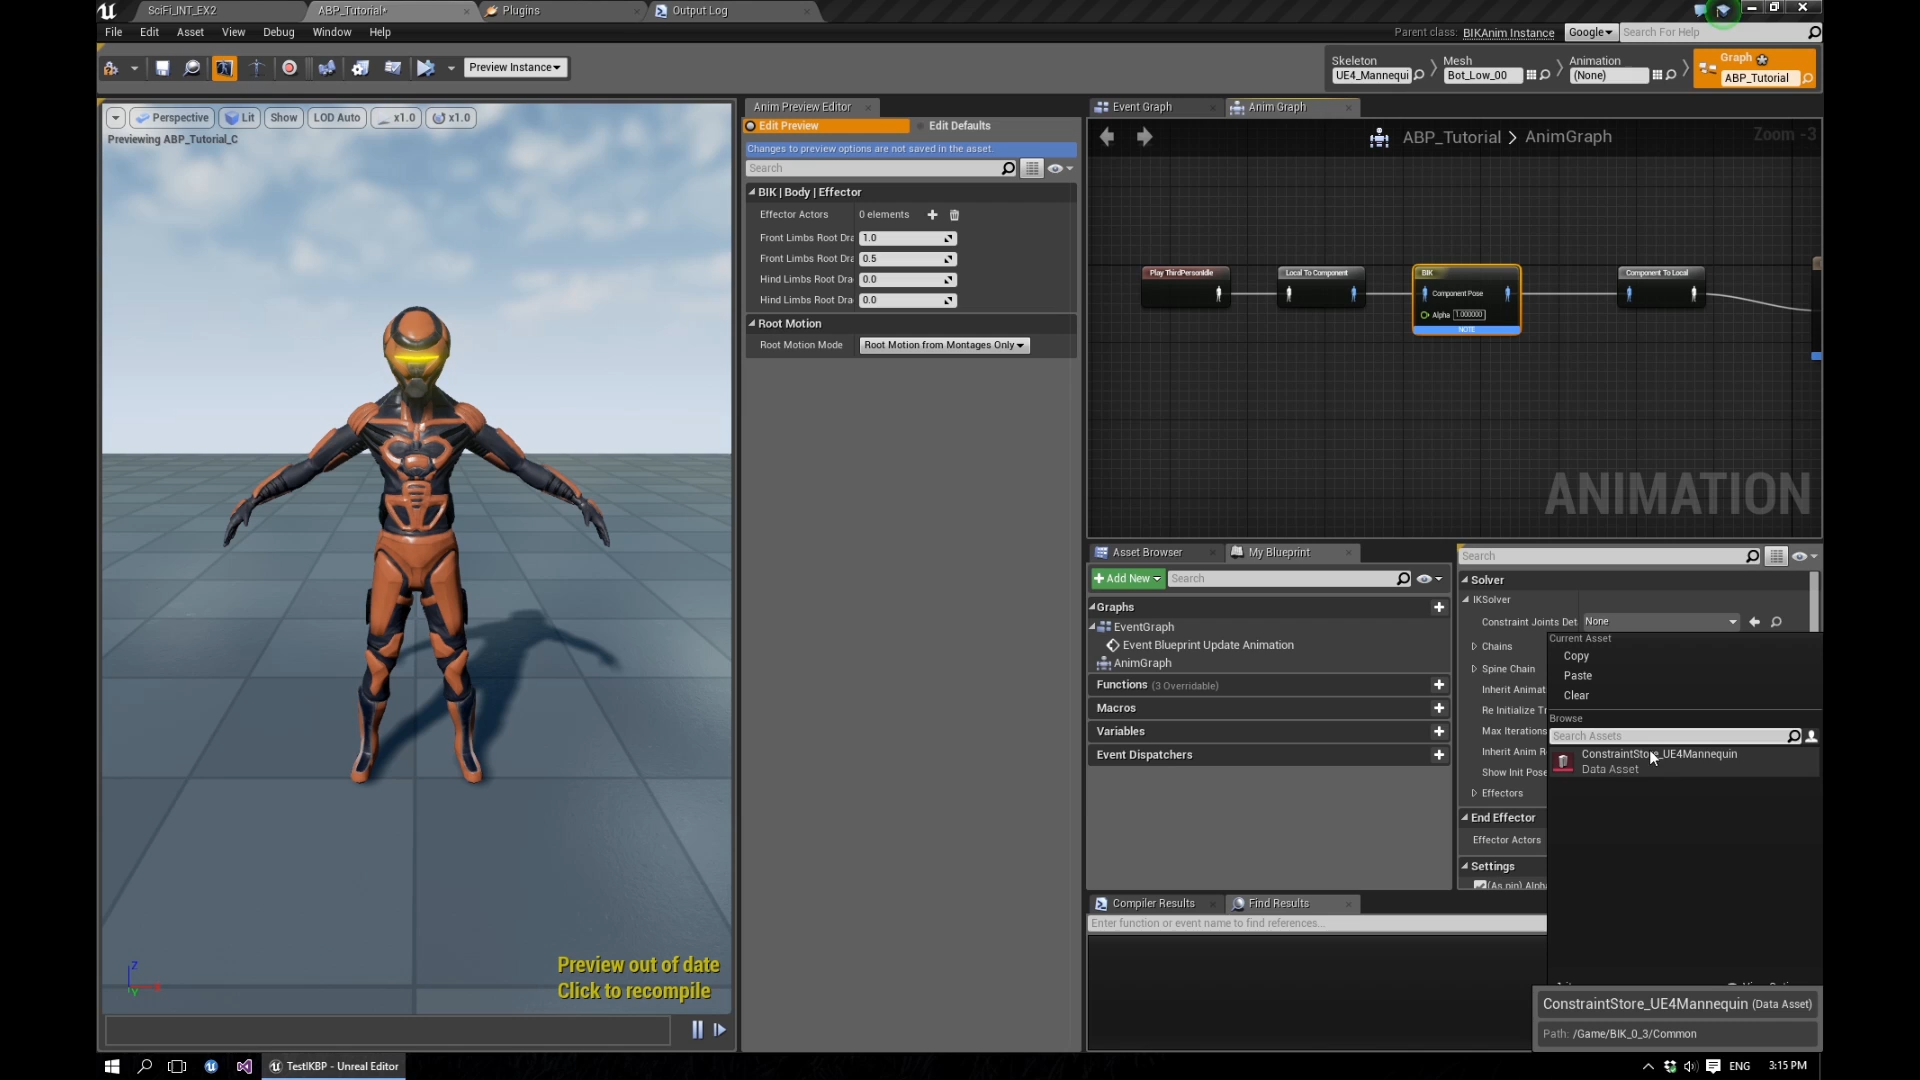 SciFi_INT_EX2
ABP_Tutorial*
Plugins
Output Log
File Edit Asset View Debug Window Help
Parent class: BIKAnim Instance
Google
Search For Help
Preview Instance
Skeleton
UE4_Mannequi
Mesh
Bot_Low_00
Animation
(None)
Graph
ABP_Tutorial
Perspective
Lit
Show
LOD Auto
x1.0
x1.0
Previewing ABP_Tutorial_C
Preview out of date
Click to recompile
Z
Anim Preview Editor
Edit Preview
Edit Defaults
Changes to preview options are not saved in the asset.
Search
BIK | Body | Effector
Effector Actors 0 elements
Front Limbs Root Dra 1.0
Front Limbs Root Dra 0.5
Hind Limbs Root Dra 0.0
Hind Limbs Root Dra 0.0
Root Motion
Root Motion Mode Root Motion from Montages Only
Event Graph
Anim Graph
ABP_Tutorial > AnimGraph
Zoom -3
Play ThirdPersonIdle
Local To Component
BIK
Component Pose
Alpha 1.000000
NOTE
Component To Local
ANIMATION
Asset Browser
My Blueprint
Add New
Search
Graphs
EventGraph
Event Blueprint Update Animation
AnimGraph
Functions (3 Overridable)
Macros
Variables
Event Dispatchers
Search
Solver
IKSolver
Constraint Joints Det None
Chains
Spine Chain
Inherit Animat
Re Initialize Tr
Max Iterations
Inherit Anim R
Show Init Pose
Effectors
End Effector
Effector Actors
Settings
(As pin) Alpha
Current Asset
Copy
Paste
Clear
Browse
Search Assets
ConstraintStore_UE4Mannequin
Data Asset
Compiler Results
Find Results
Enter function or event name to find references...
ConstraintStore_UE4Mannequin (Data Asset)
Path: /Game/BIK_0_3/Common
TestIKBP - Unreal Editor
ENG
3:15 PM